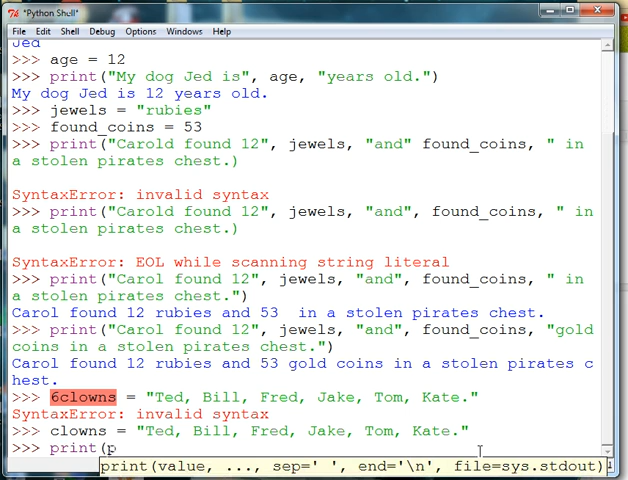 *Python Shell*
File Edit Shell Debug Options Windows Help
Jed
>>> age = 12
>>> print("My dog Jed is", age, "years old.")
My dog Jed is 12 years old.
>>> jewels = "rubies"
>>> found_coins = 53
>>> print("Carold found 12", jewels, "and" found_coins, " in
a stolen pirates chest.)
SyntaxError: invalid syntax
>>> print("Carol found 12", jewels, "and", found_coins, " in
a stolen pirates chest.)
SyntaxError: EOL while scanning string literal
>>> print("Carol found 12", jewels, "and", found_coins, " in
a stolen pirates chest.")
Carol found 12 rubies and 53  in a stolen pirates chest.
>>> print("Carol found 12", jewels, "and", found_coins, "gold
coins in a stolen pirates chest.")
Carol found 12 rubies and 53 gold coins in a stolen pirates c
hest.
>>> 6clowns = "Ted, Bill, Fred, Jake, Tom, Kate."
SyntaxError: invalid syntax
>>> clowns = "Ted, Bill, Fred, Jake, Tom, Kate."
>>> print(p
print(value, ..., sep=' ', end='\n', file=sys.stdout)